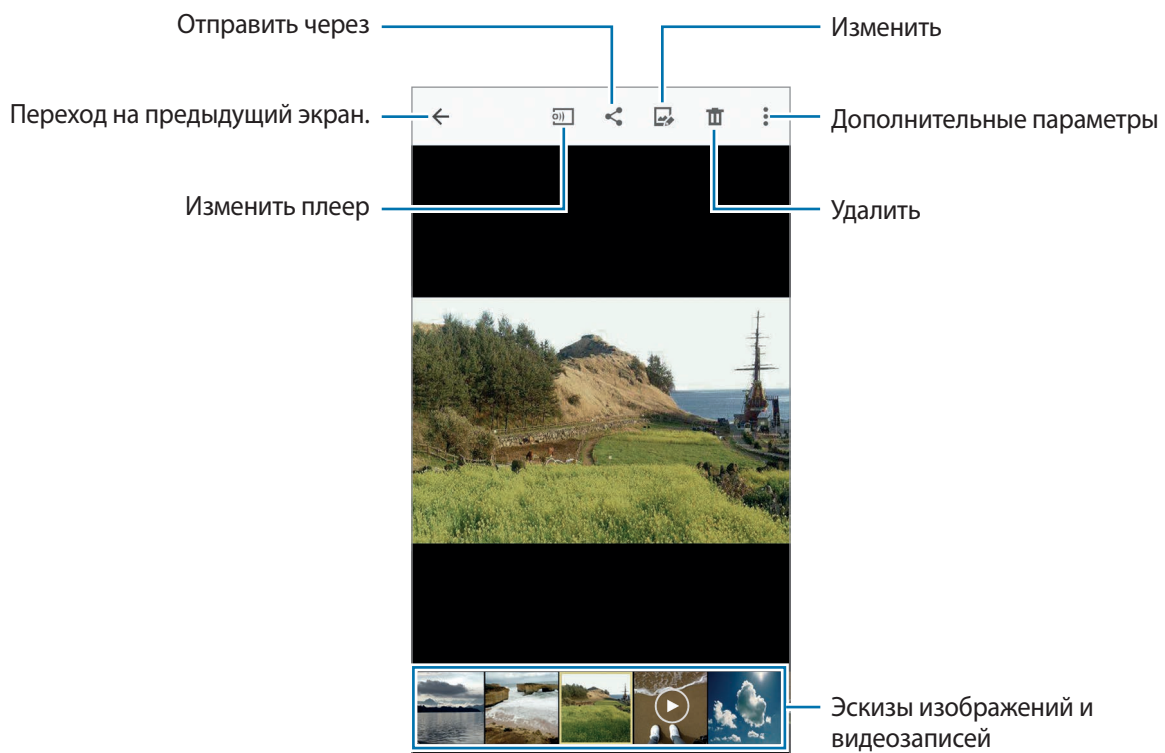 Отправить через
Изменить
Переход на предыдущий экран.
Дополнительные параметры
Изменить плеер
Удалить
Эскизы изображений и
видеозаписей